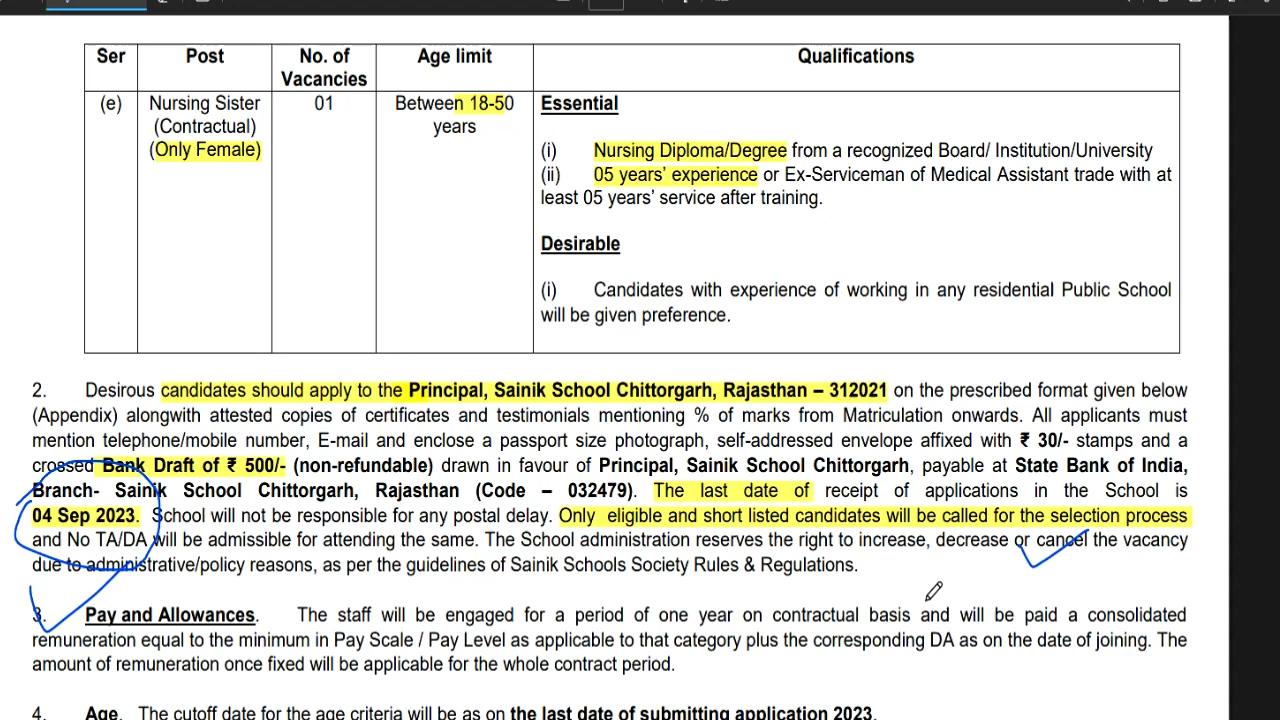 Ser Post No. of Vacancies Age limit Qualifications
(e) Nursing Sister (Contractual) (Only Female) 01 Between 18-50 years
Essential
(i) Nursing Diploma/Degree from a recognized Board/ Institution/University
(ii) 05 years' experience or Ex-Serviceman of Medical Assistant trade with at
least 05 years' service after training.
Desirable
(i) Candidates with experience of working in any residential Public School
will be given preference.
2. Desirous candidates should apply to the Principal, Sainik School Chittorgarh, Rajasthan – 312021 on the prescribed format given below
(Appendix) alongwith attested copies of certificates and testimonials mentioning % of marks from Matriculation onwards. All applicants must
mention telephone/mobile number, E-mail and enclose a passport size photograph, self-addressed envelope affixed with ₹ 30/- stamps and a
crossed Bank Draft of ₹ 500/- (non-refundable) drawn in favour of Principal, Sainik School Chittorgarh, payable at State Bank of India,
Branch- Sainik School Chittorgarh, Rajasthan (Code – 032479). The last date of receipt of applications in the School is
04 Sep 2023. School will not be responsible for any postal delay. Only eligible and short listed candidates will be called for the selection process
and No TA/DA will be admissible for attending the same. The School administration reserves the right to increase, decrease or cancel the vacancy
due to administrative/policy reasons, as per the guidelines of Sainik Schools Society Rules & Regulations.
3. Pay and Allowances. The staff will be engaged for a period of one year on contractual basis and will be paid a consolidated
remuneration equal to the minimum in Pay Scale / Pay Level as applicable to that category plus the corresponding DA as on the date of joining. The
amount of remuneration once fixed will be applicable for the whole contract period.
4. Age. The cutoff date for the age criteria will be as on the last date of submitting application 2023.